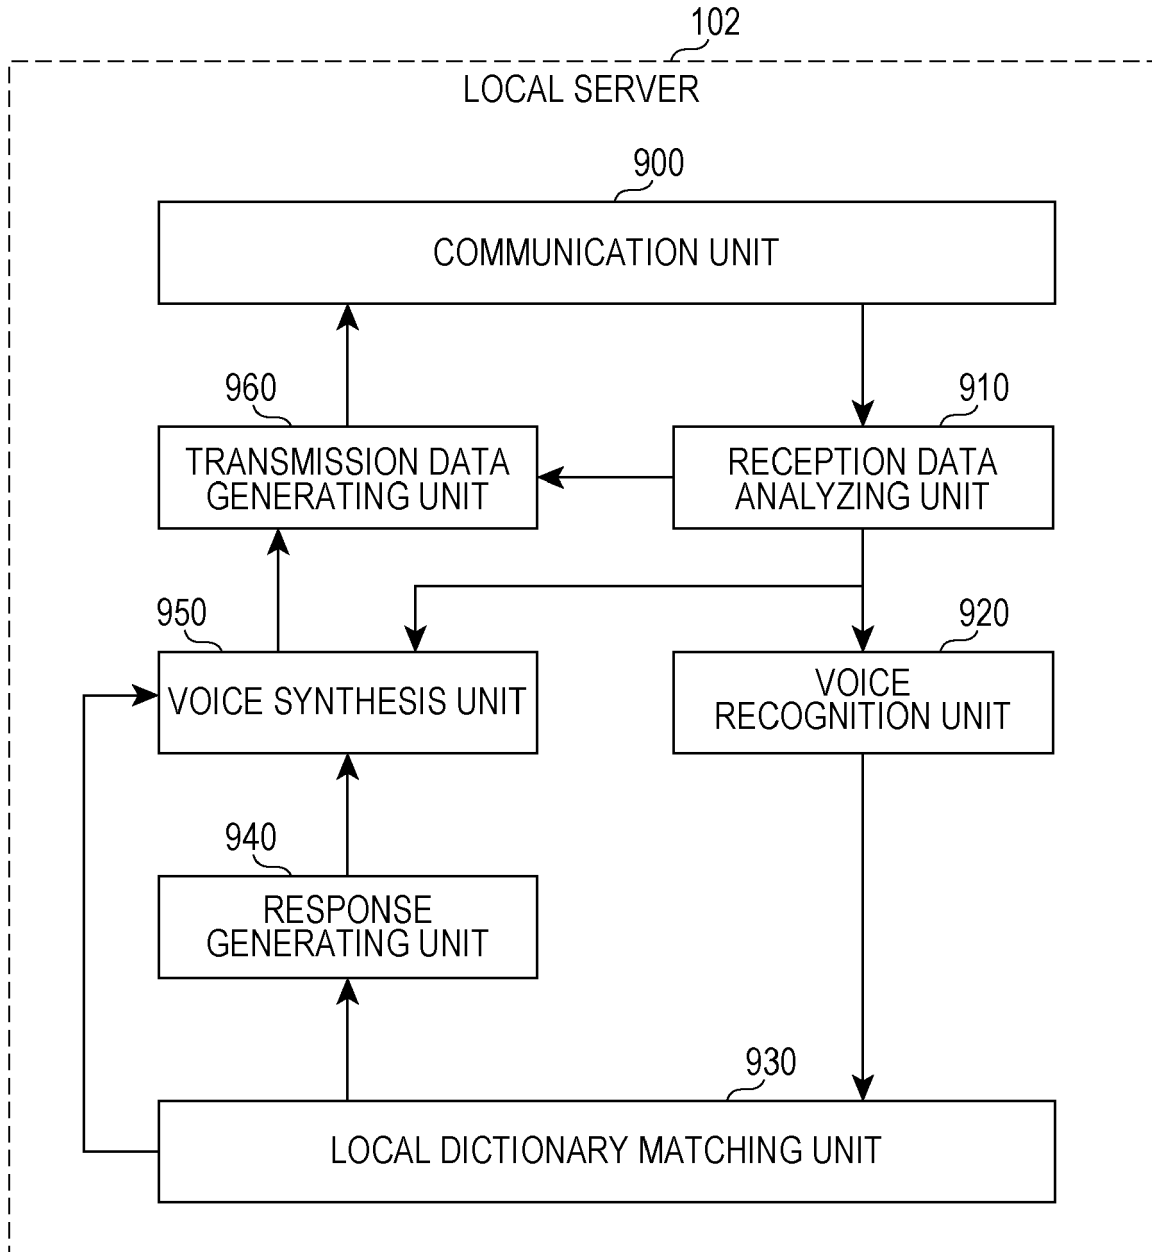 102
LOCAL SERVER
900
COMMUNICATION UNIT
960
910
TRANSMISSION DATA
GENERATING UNIT
RECEPTION DATA
ANALYZING UNIT
950
920
VOICE SYNTHESIS UNIT
VOICE
RECOGNITION UNIT
940
RESPONSE
GENERATING UNIT
930
LOCAL DICTIONARY MATCHING UNIT